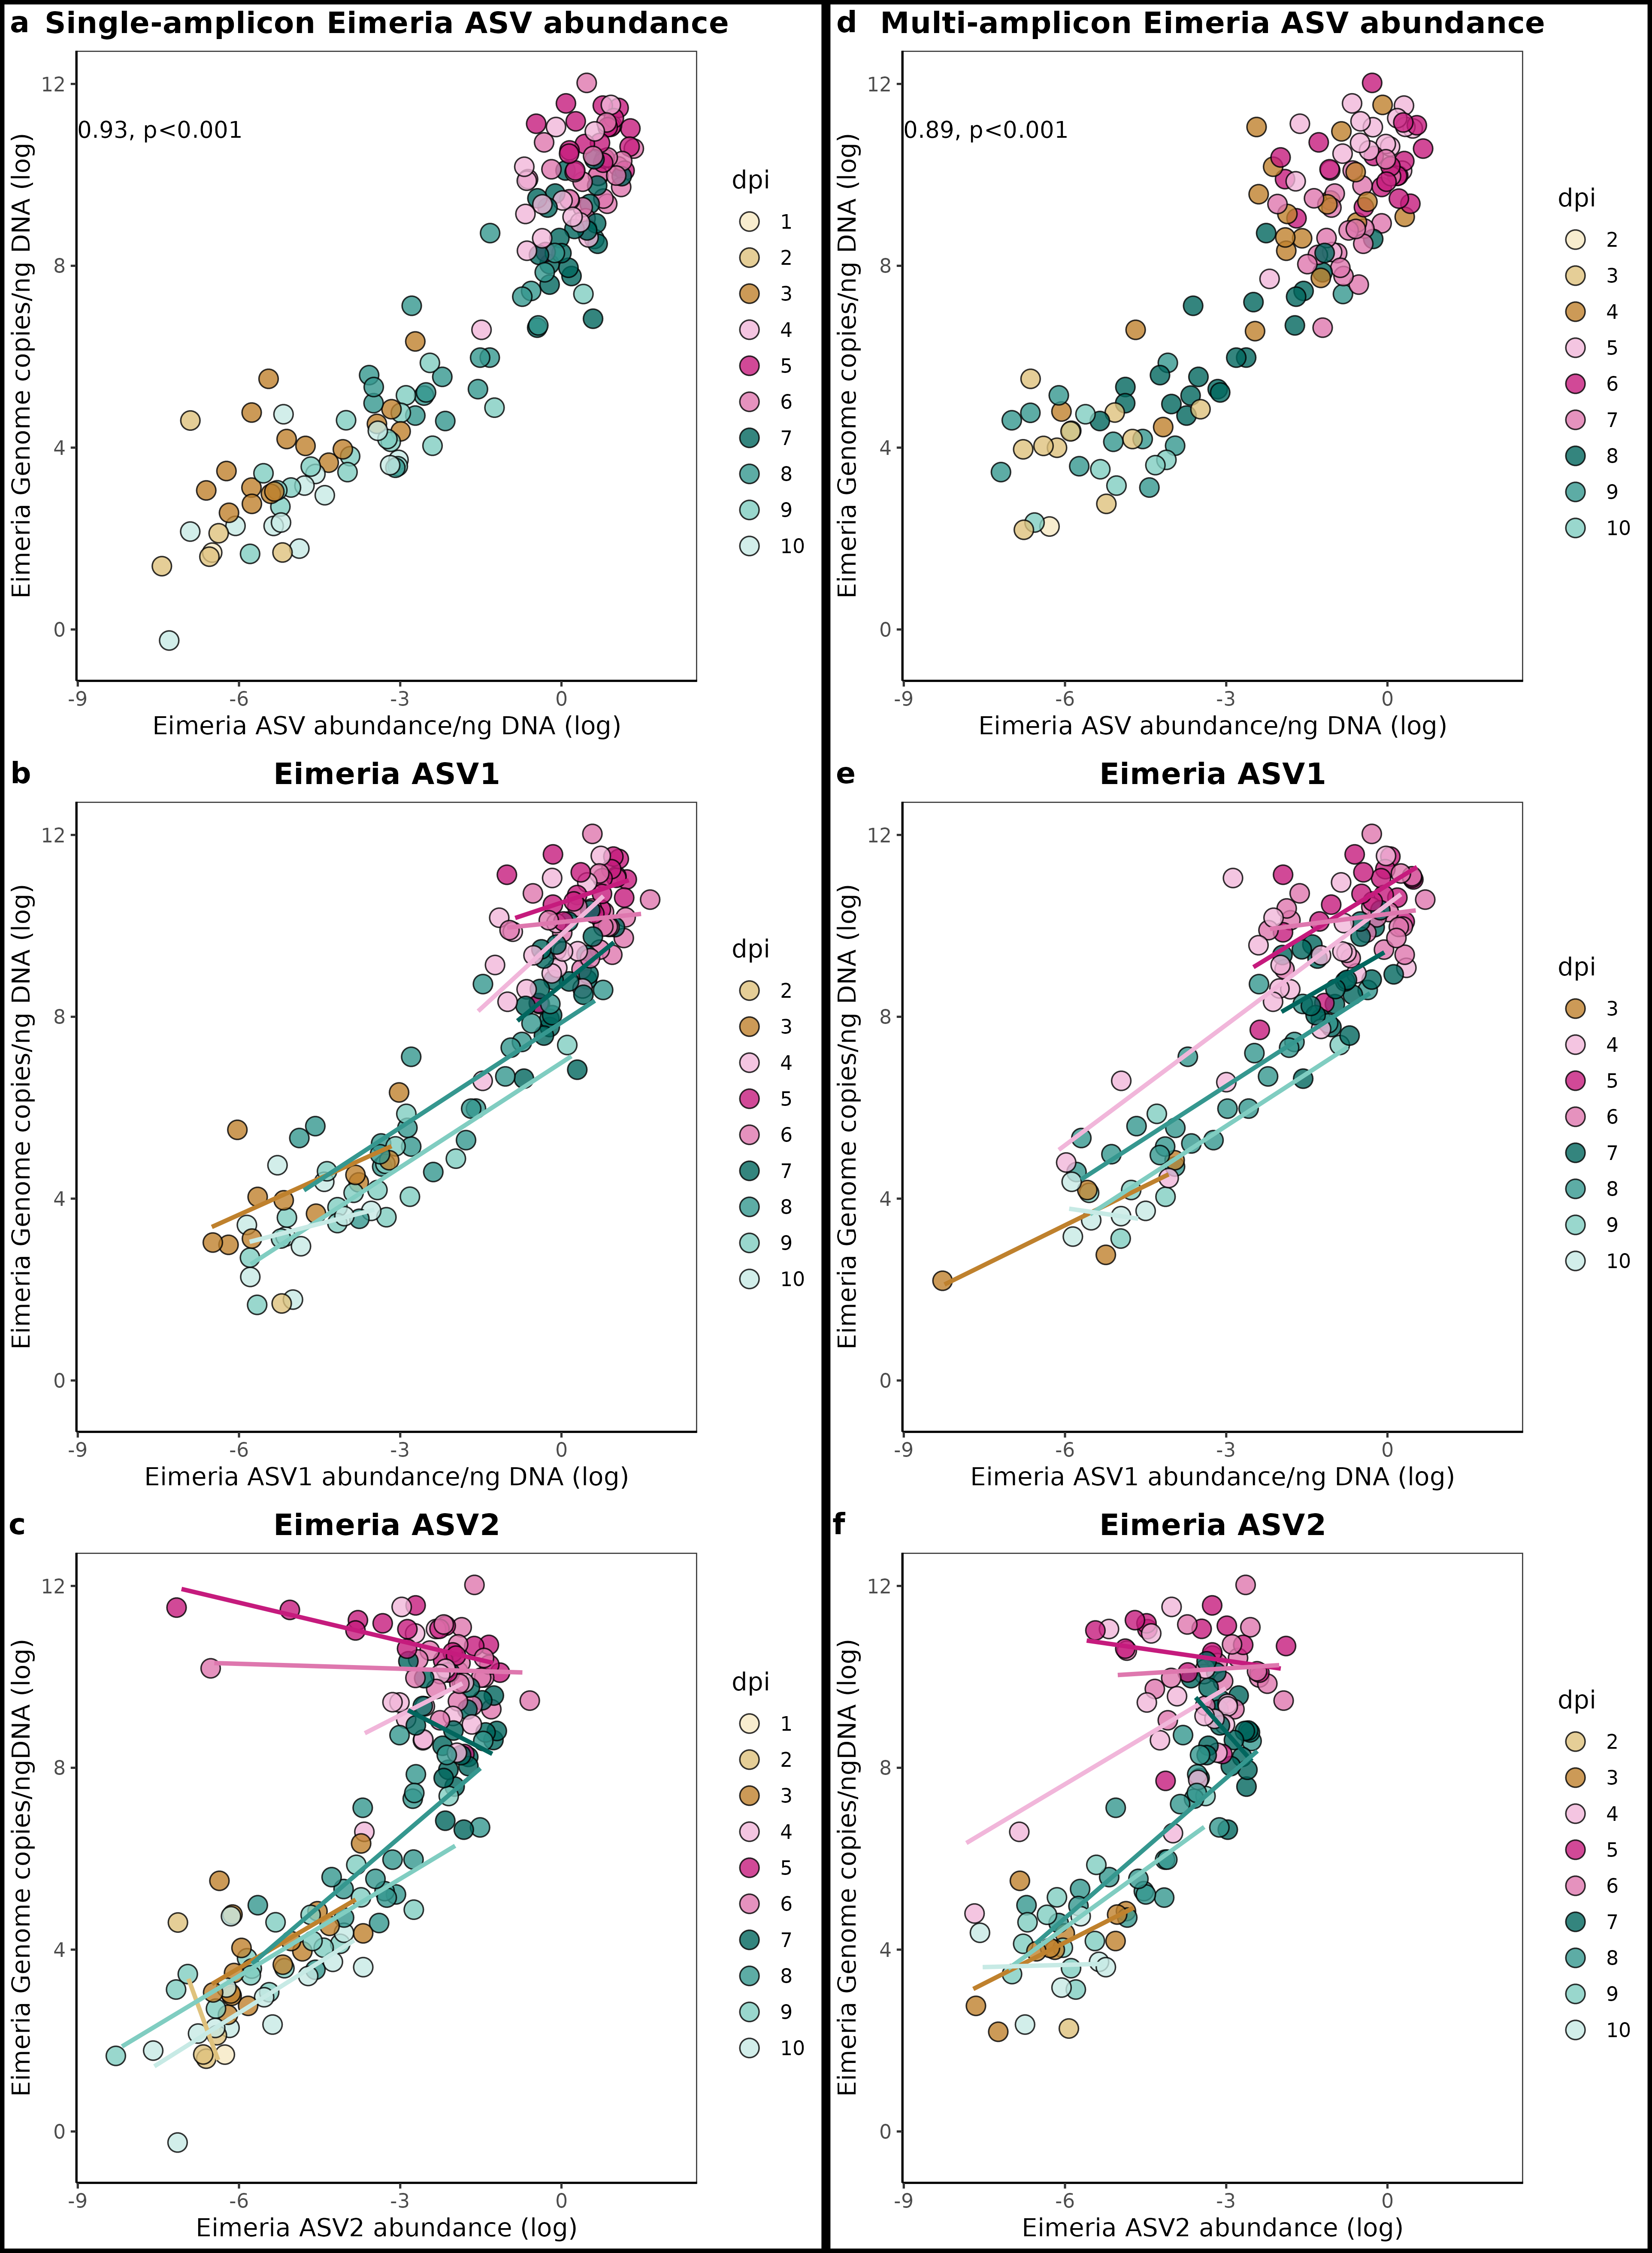 a Single-amplicon Eimeria ASV abundance
Eimeria Genome copies/ng DNA (log)
12
8
4
0
0.93, p<0.001
-9 -6 -3 0
Eimeria ASV abundance/ng DNA (log)
dpi
1
2
3
4
5
6
7
8
9
10
d Multi-amplicon Eimeria ASV abundance
Eimeria Genome copies/ng DNA (log)
12
8
4
0
0.89, p<0.001
-9 -6 -3 0
Eimeria ASV abundance/ng DNA (log)
dpi
2
3
4
5
6
7
8
9
10
b Eimeria ASV1
Eimeria Genome copies/ng DNA (log)
12
8
4
0
-9 -6 -3 0
Eimeria ASV1 abundance/ng DNA (log)
dpi
2
3
4
5
6
7
8
9
10
e Eimeria ASV1
Eimeria Genome copies/ng DNA (log)
12
8
4
0
-9 -6 -3 0
Eimeria ASV1 abundance/ng DNA (log)
dpi
3
4
5
6
7
8
9
10
c Eimeria ASV2
Eimeria Genome copies/ngDNA (log)
12
8
4
0
-9 -6 -3 0
Eimeria ASV2 abundance (log)
dpi
1
2
3
4
5
6
7
8
9
10
f Eimeria ASV2
Eimeria Genome copies/ngDNA (log)
12
8
4
0
-9 -6 -3 0
Eimeria ASV2 abundance (log)
dpi
2
3
4
5
6
7
8
9
10